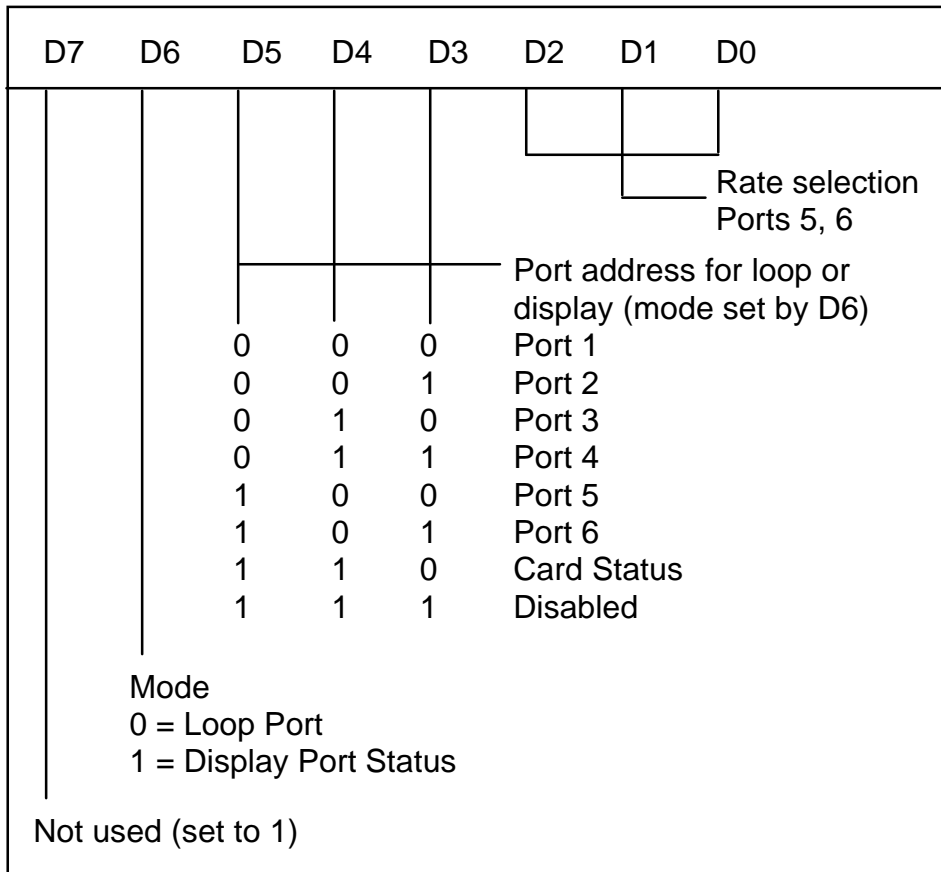 D7 D6 D5 D4 D3 D2 D1 D0
Rate selection
Ports 5, 6
Port address for loop or
display (mode set by D6)
0 0 0 Port 1
0 0 1 Port 2
0 1 0 Port 3
0 1 1 Port 4
1 0 0 Port 5
1 0 1 Port 6
1 1 0 Card Status
1 1 1 Disabled
Mode
0 = Loop Port
1 = Display Port Status
Not used (set to 1)